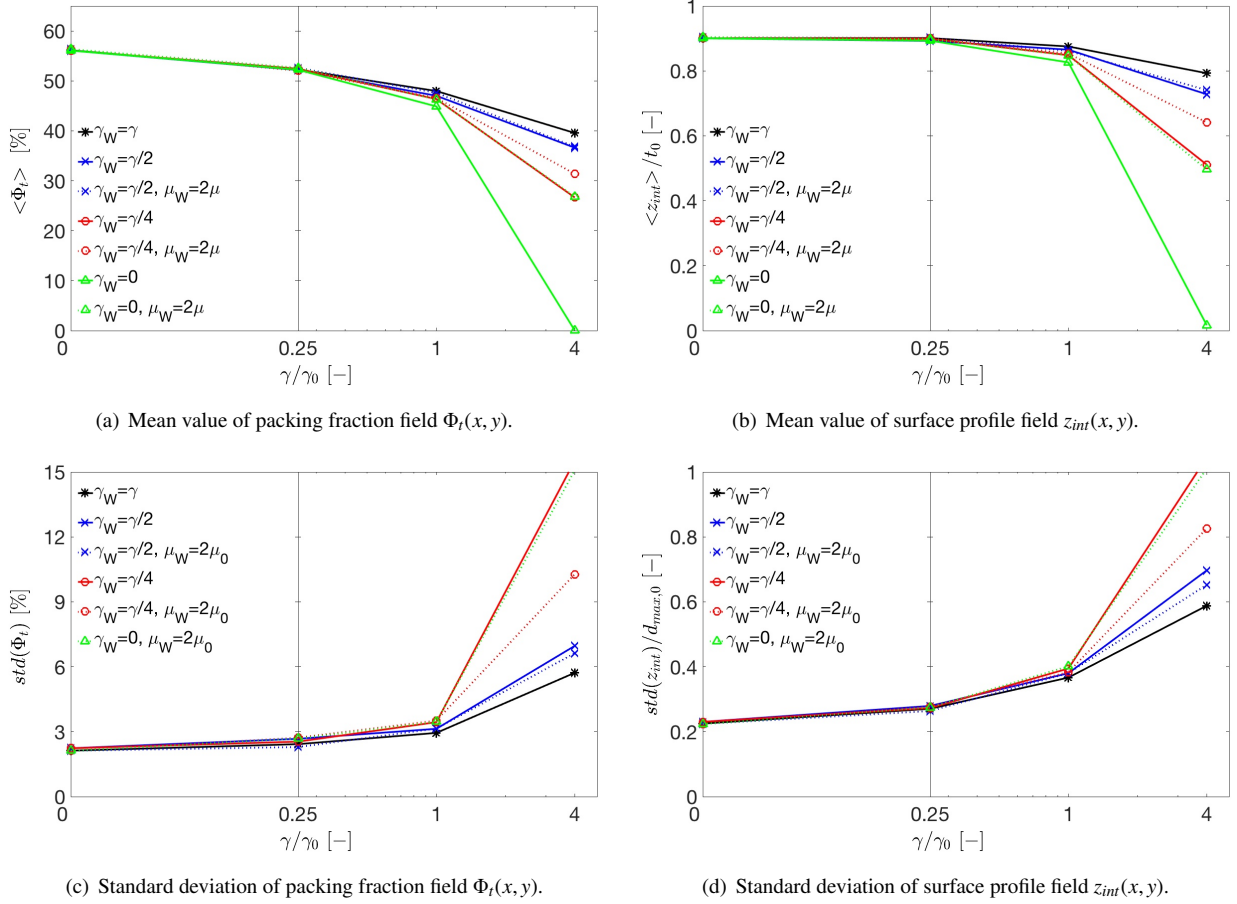 60
50
40
30
20
10
0
<Φt> [%]
γW=γ
γW=γ/2
γW=γ/2, μW=2μ
γW=γ/4
γW=γ/4, μW=2μ
γW=0
γW=0, μW=2μ
0 0.25 1 4
γ/γ0 [−]
(a) Mean value of packing fraction field Φt(x, y).
1
0.8
0.6
0.4
0.2
0
<zint>/t0 [−]
γW=γ
γW=γ/2
γW=γ/2, μW=2μ
γW=γ/4
γW=γ/4, μW=2μ
γW=0
γW=0, μW=2μ
0 0.25 1 4
γ/γ0 [−]
(b) Mean value of surface profile field zint(x, y).
15
12
9
6
3
0
std(Φt) [%]
γW=γ
γW=γ/2
γW=γ/2, μW=2μ0
γW=γ/4
γW=γ/4, μW=2μ0
γW=0, μW=2μ0
0 0.25 1 4
γ/γ0 [−]
(c) Standard deviation of packing fraction field Φt(x, y).
1
0.8
0.6
0.4
0.2
0
std(zint)/dmax,0 [−]
γW=γ
γW=γ/2
γW=γ/2, μW=2μ0
γW=γ/4
γW=γ/4, μW=2μ0
γW=0, μW=2μ0
0 0.25 1 4
γ/γ0 [−]
(d) Standard deviation of surface profile field zint(x, y).